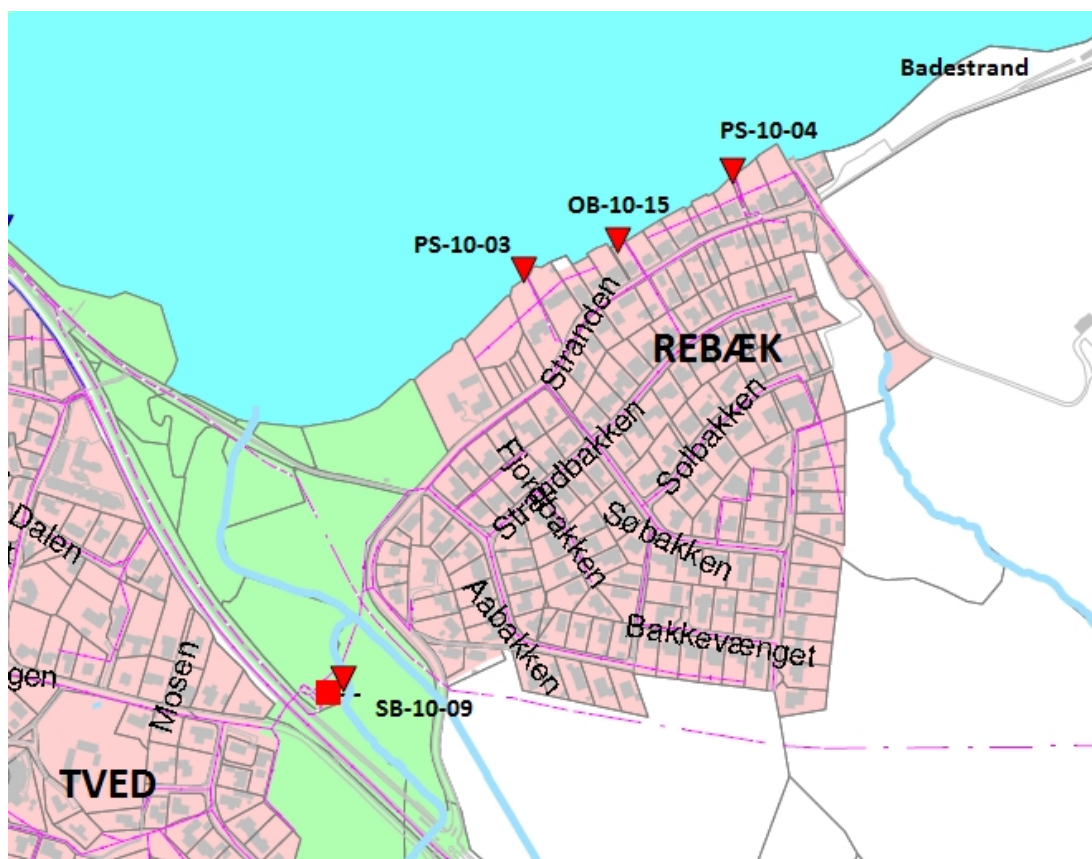 Badestrand
PS-10-04
OB-10-15
PS-10-03
Stranden
REBÆK
Solbakken
Strandbakken
Fjordbakken
Søbakken
Dalen
Aabakken
Bakkevænget
gen
Mosen
SB-10-09
TVED